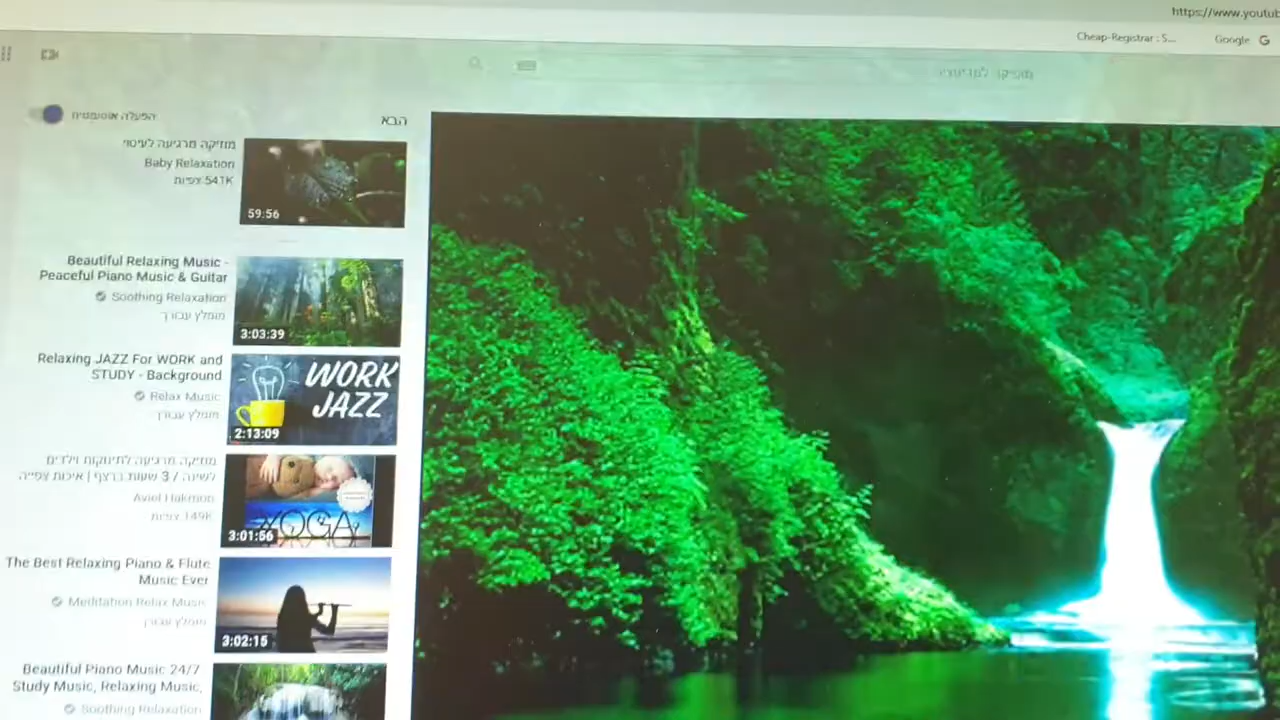 https://www.youtub
Cheap-Registrar : S...
Google
מוסיקה למדיטציה
הפעלה אוטומטית
הבא
מוזיקה מרגיעה לעיסוי
Baby Relaxation
541K צפיות
59:56
Beautiful Relaxing Music -
Peaceful Piano Music & Guitar
Soothing Relaxation
מומלץ עבורך
3:03:39
Relaxing JAZZ For WORK and
STUDY - Background
Relax Music
מומלץ עבורך
WORK
JAZZ
2:13:09
מוזיקה מרגיעה לתינוקות וילדים
לשינה / 3 שעות ברצף | איכות צפייה
Aviel Hakmon
149K צפיות
YOGA
3:01:56
The Best Relaxing Piano & Flute
Music Ever
Meditation Relax Music
מומלץ עבורך
3:02:15
Beautiful Piano Music 24/7
Study Music, Relaxing Music,
Soothing Relaxation